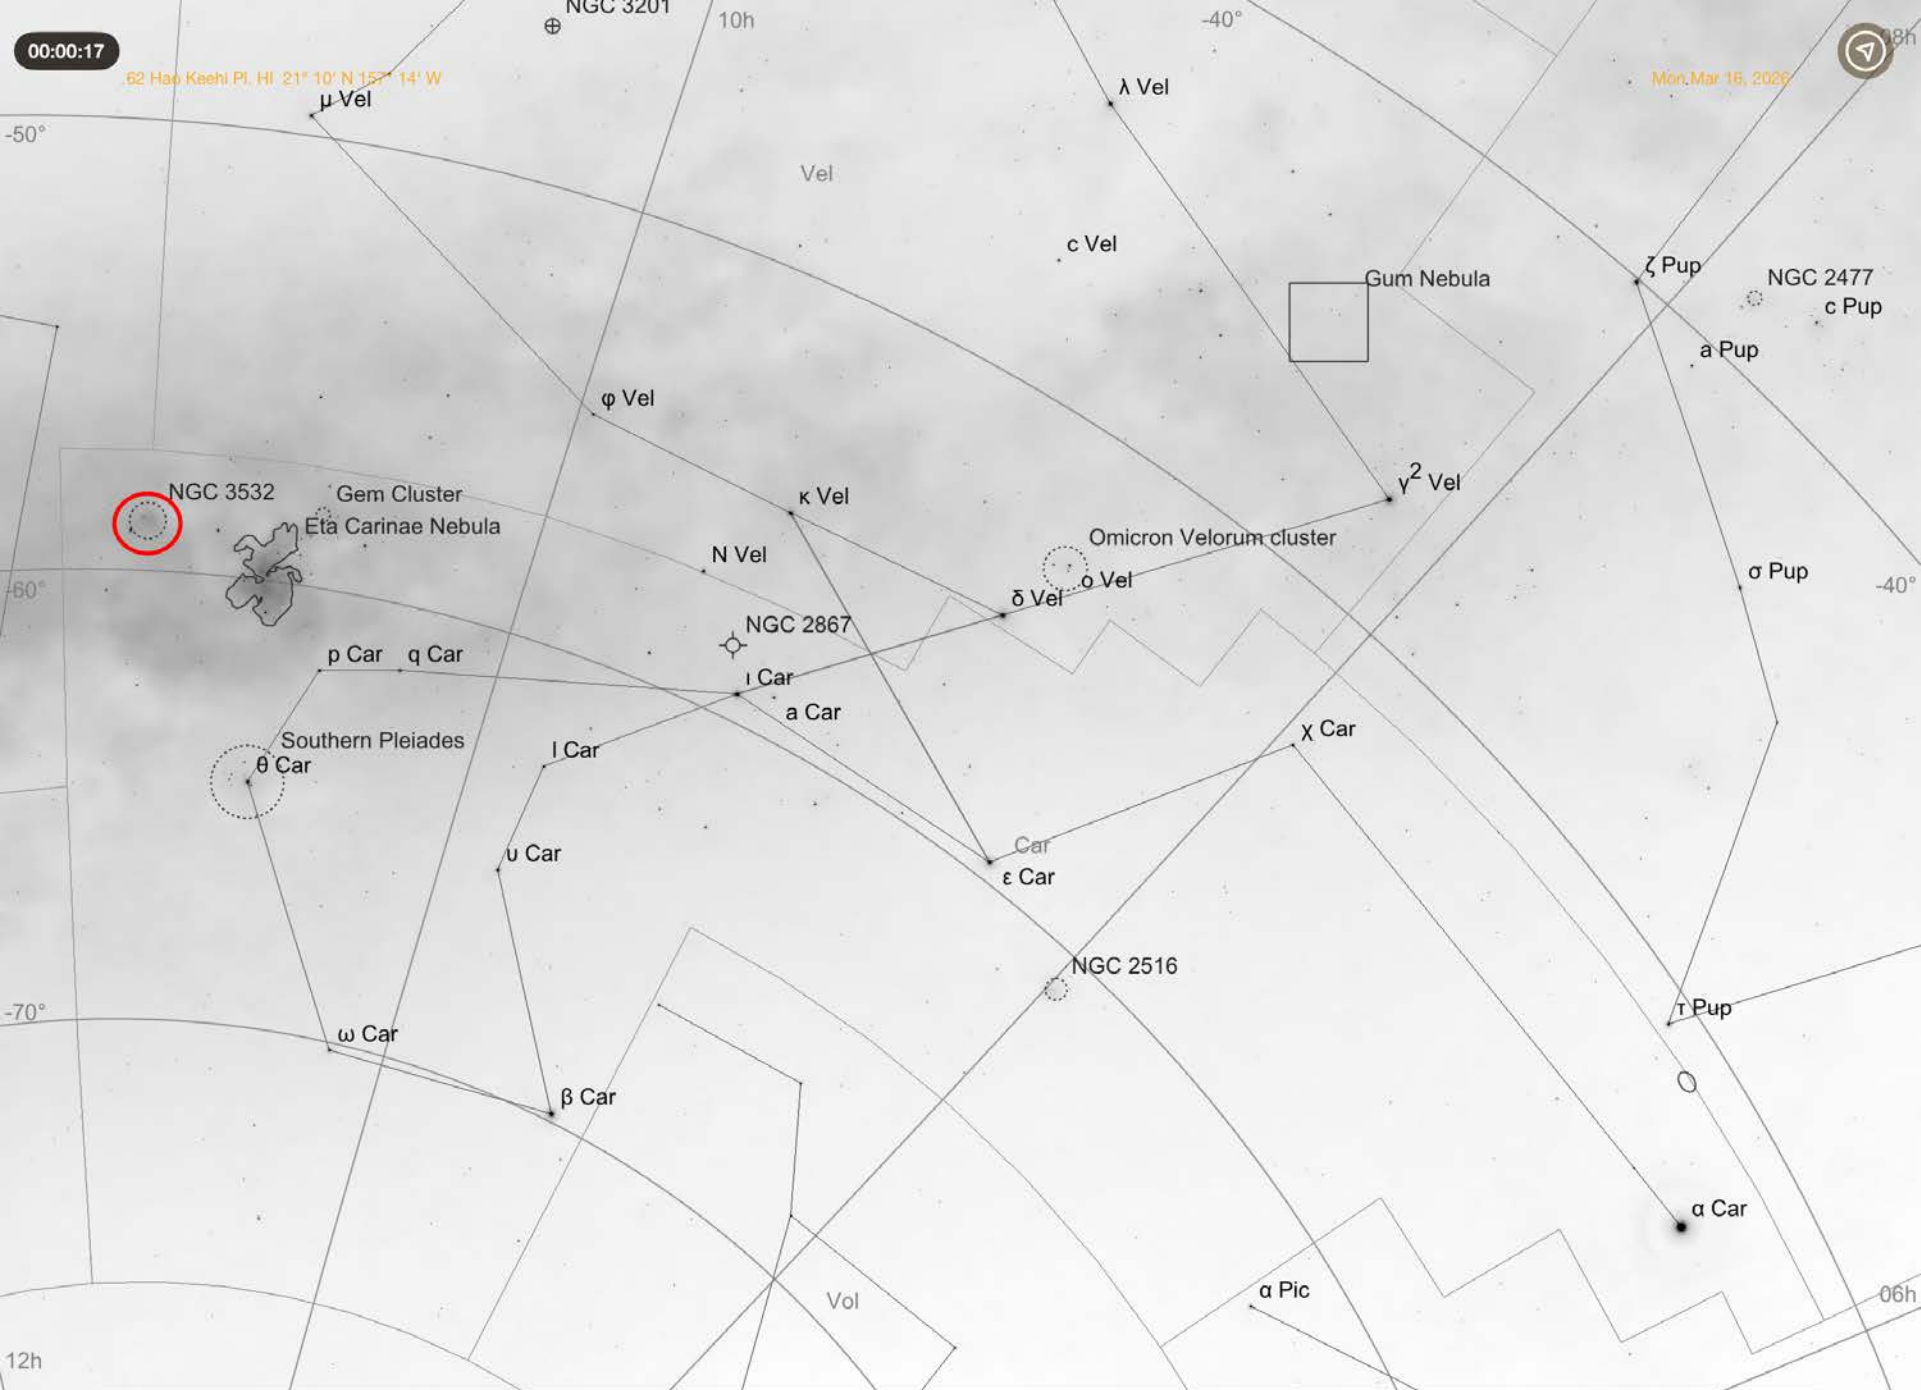 NGC 3201
10h
-40°
08h
00:00:17
62 Hao Keehi Pl. HI 21° 10' N 157° 14' W
Mon Mar 16, 2026
μ Vel
λ Vel
-50°
Vel
c Vel
Gum Nebula
ζ Pup
NGC 2477
c Pup
a Pup
φ Vel
γ² Vel
NGC 3532
Gem Cluster
κ Vel
Eta Carinae Nebula
Omicron Velorum cluster
N Vel
σ Pup
-40°
-60°
ο Vel
δ Vel
NGC 2867
p Car
q Car
ι Car
a Car
χ Car
Southern Pleiades
θ Car
l Car
υ Car
Car
ε Car
NGC 2516
-70°
τ Pup
ω Car
β Car
α Car
α Pic
Vol
06h
12h